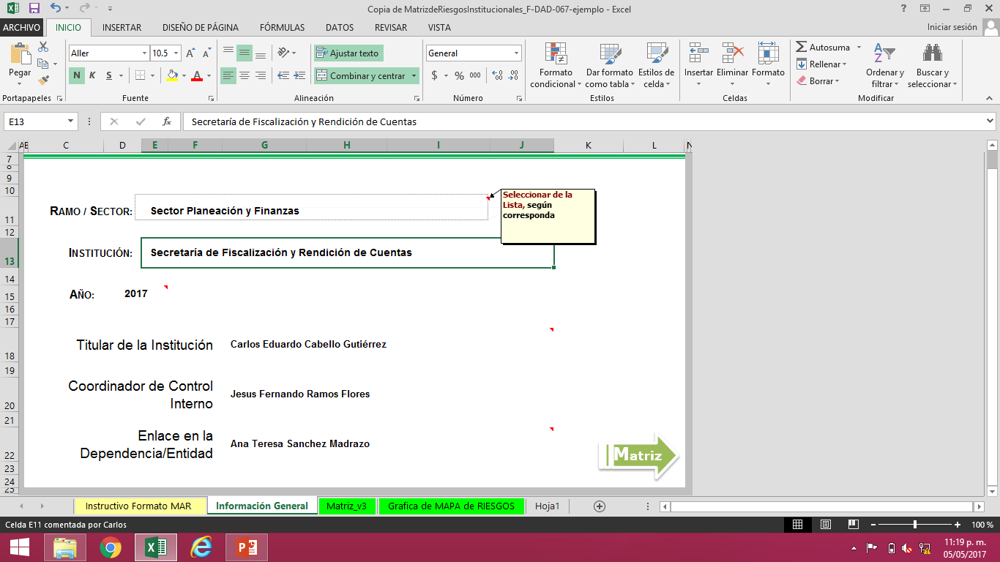 Copia de MatrizdeRiesgosInstitucionales_F-DAD-067-ejemplo - Excel
ARCHIVO INICIO INSERTAR DISEÑO DE PÁGINA FÓRMULAS DATOS REVISAR VISTA Iniciar sesión
Pegar
Aller 10.5 A A
N K S A
Ajustar texto
Combinar y centrar
General
$ % 000
Formato condicional
Dar formato como tabla
Estilos de celda
Insertar Eliminar Formato
Autosuma
Rellenar
Borrar
Ordenar y filtrar
Buscar y seleccionar
Portapapeles Fuente Alineación Número Estilos Celdas Modificar
E13 fx Secretaría de Fiscalización y Rendición de Cuentas
A B C D E F G H I J K L N
7
8
9
10
11 RAMO / SECTOR: Sector Planeación y Finanzas
Seleccionar de la
Lista, según
corresponda
12
13 INSTITUCIÓN: Secretaría de Fiscalización y Rendición de Cuentas
14
15 AÑO: 2017
16
17
18 Titular de la Institución Carlos Eduardo Cabello Gutiérrez
19
20 Coordinador de Control
Interno Jesus Fernando Ramos Flores
21
22 Enlace en la
Dependencia/Entidad Ana Teresa Sanchez Madrazo
Matriz
23
24
25
Instructivo Formato MAR Información General Matriz_v3 Grafica de MAPA de RIESGOS Hoja1
Celda E11 comentada por Carlos 100 %
11:19 p. m.
05/05/2017